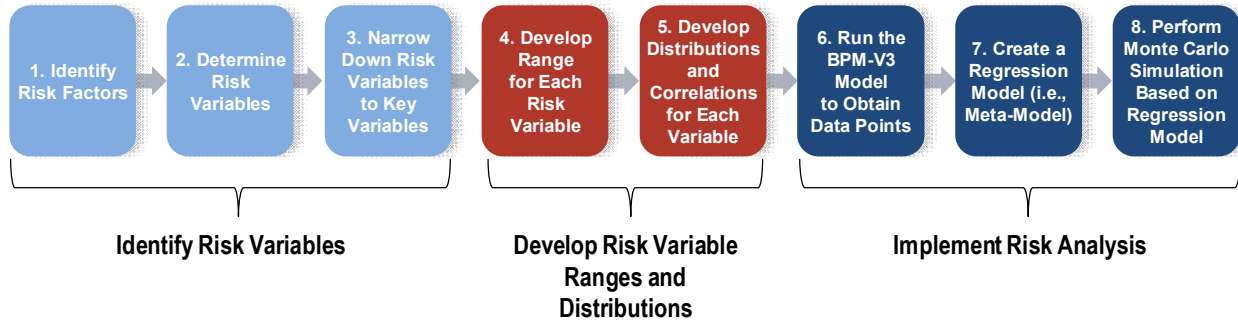 1. Identify
Risk Factors
2. Determine
Risk
Variables
3. Narrow
Down Risk
Variables
to Key
Variables
4. Develop
Range
for Each
Risk
Variable
5. Develop
Distributions
and
Correlations
for Each
Variable
6. Run the
BPM-V3
Model
to Obtain
Data Points
7. Create a
Regression
Model (i.e.,
Meta-Model)
8. Perform
Monte Carlo
Simulation
Based on
Regression
Model
Identify Risk Variables
Develop Risk Variable
Ranges and
Distributions
Implement Risk Analysis